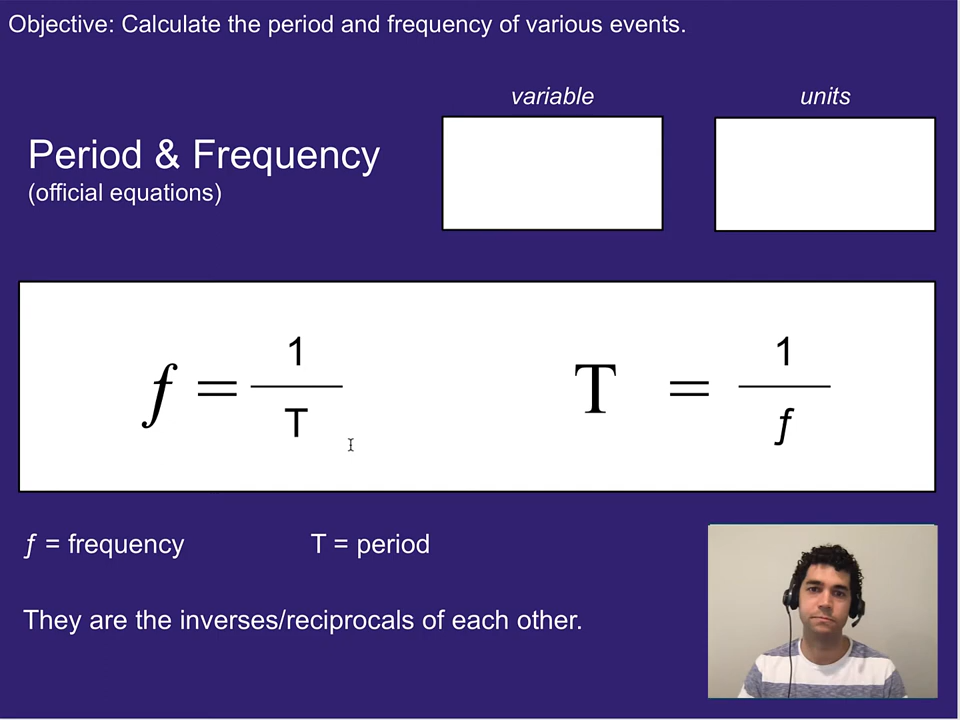 Objective: Calculate the period and frequency of various events.
variable
units
Period & Frequency
(official equations)
ƒ = 1
T
T = 1
ƒ
ƒ = frequency
T = period
They are the inverses/reciprocals of each other.